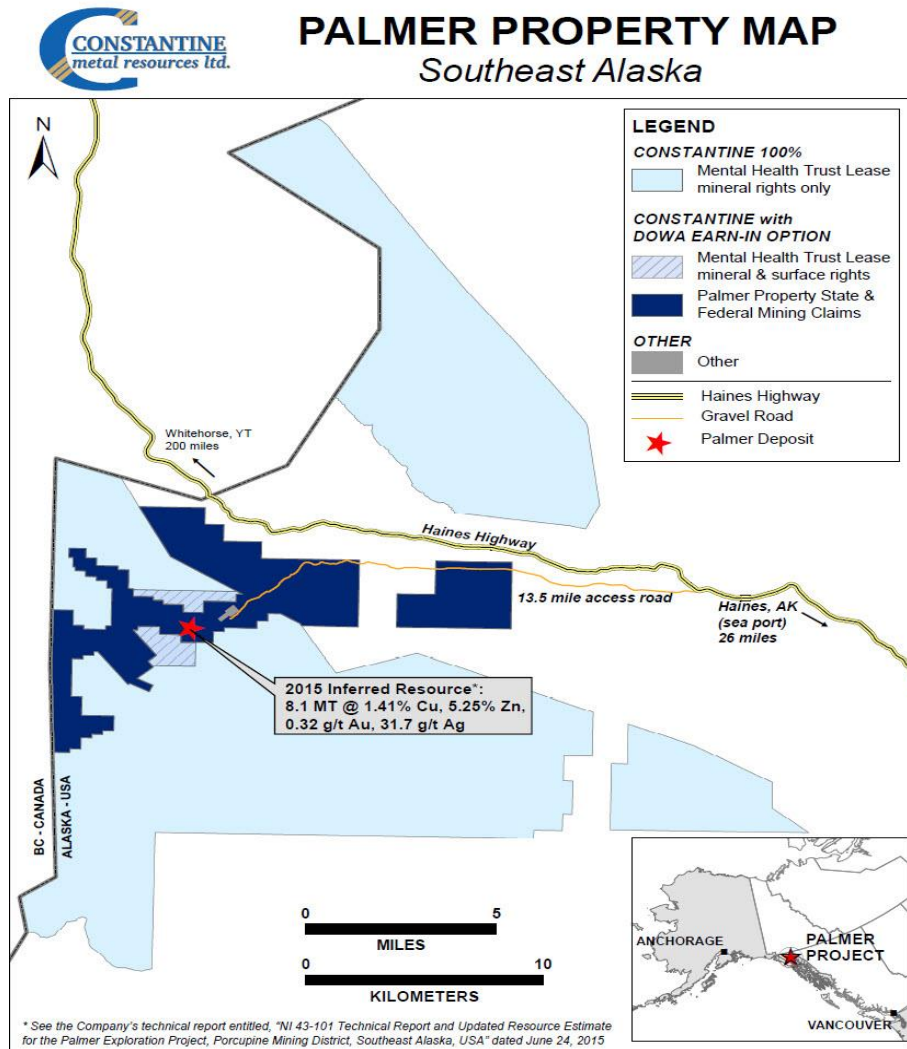 CONSTANTINE
metal resources ltd.
PALMER PROPERTY MAP
Southeast Alaska
N
LEGEND
CONSTANTINE 100%
Mental Health Trust Lease
mineral rights only
CONSTANTINE with
DOWA EARN-IN OPTION
Mental Health Trust Lease
mineral & surface rights
Palmer Property State &
Federal Mining Claims
OTHER
Other
Haines Highway
Gravel Road
Palmer Deposit
Whitehorse, YT
200 miles
Haines Highway
13.5 mile access road
Haines, AK
(sea port)
26 miles
2015 Inferred Resource*:
8.1 MT @ 1.41% Cu, 5.25% Zn,
0.32 g/t Au, 31.7 g/t Ag
BC - CANADA
ALASKA - USA
0 5
MILES
0 10
KILOMETERS
ANCHORAGE
PALMER
PROJECT
VANCOUVER
* See the Company's technical report entitled, "NI 43-101 Technical Report and Updated Resource Estimate
for the Palmer Exploration Project, Porcupine Mining District, Southeast Alaska, USA" dated June 24, 2015